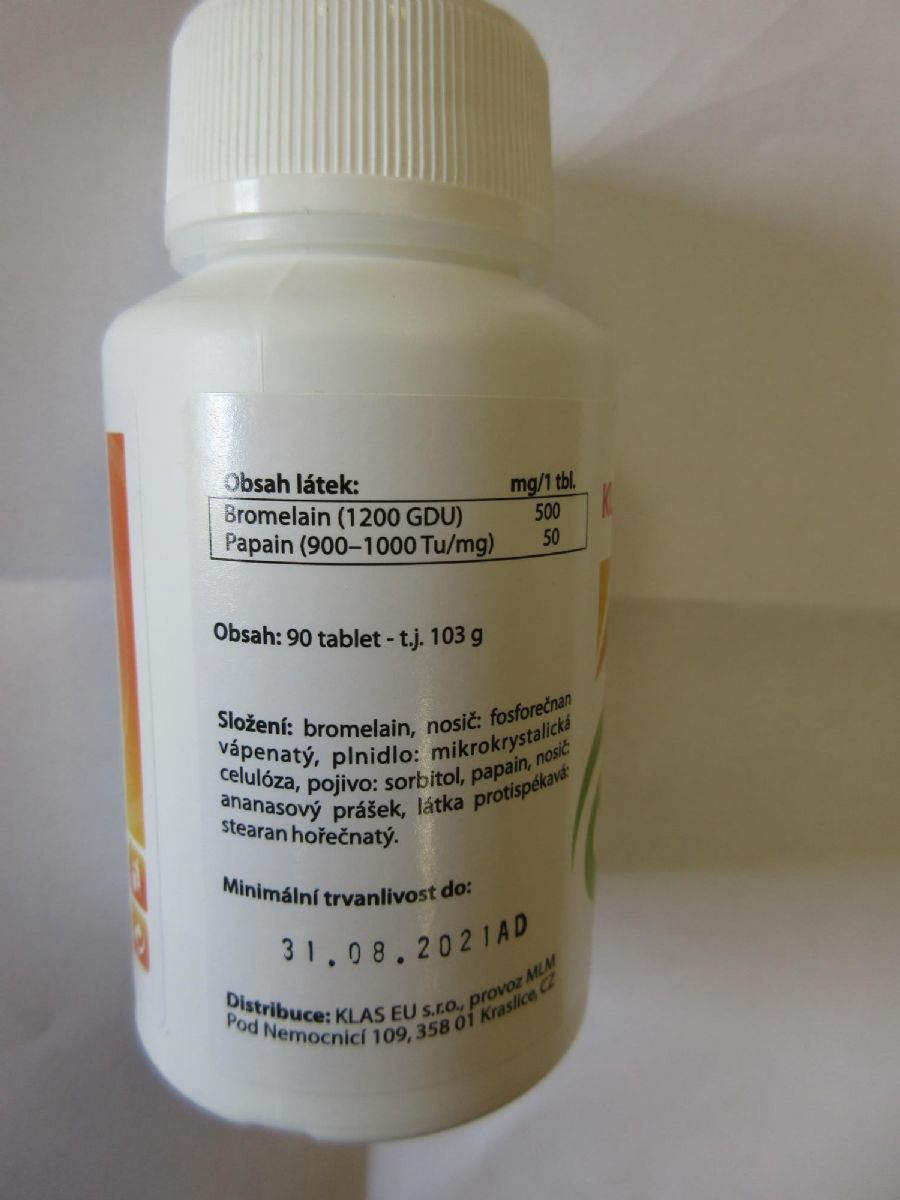 Obsah látek: mg/1 tbl.
Bromelain (1200 GDU) 500
Papain (900–1000 Tu/mg) 50
Obsah: 90 tablet - t.j. 103 g
Složení: bromelain, nosič: fosforečnan
vápenatý, plnidlo: mikrokrystalická
celulóza, pojivo: sorbitol, papain, nosič:
ananasový prášek, látka protispékavá:
stearan hořečnatý.
Minimální trvanlivost do:
31.08.2021AD
Distribuce: KLAS EU s.r.o., provoz MLM
Pod Nemocnicí 109, 358 01 Kraslice, CZ